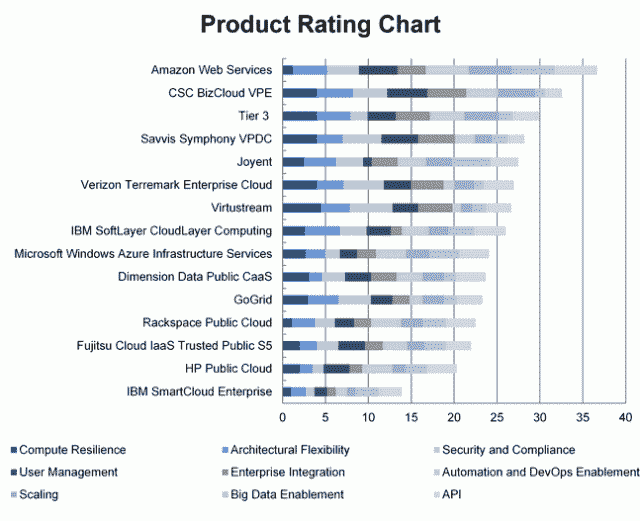 Product Rating Chart
Amazon Web Services
CSC BizCloud VPE
Tier 3
Savvis Symphony VPDC
Joyent
Verizon Terremark Enterprise Cloud
Virtustream
IBM SoftLayer CloudLayer Computing
Microsoft Windows Azure Infrastructure Services
Dimension Data Public CaaS
GoGrid
Rackspace Public Cloud
Fujitsu Cloud IaaS Trusted Public S5
HP Public Cloud
IBM SmartCloud Enterprise
0 5 10 15 20 25 30 35 40
Compute Resilience Architectural Flexibility Security and Compliance
User Management Enterprise Integration Automation and DevOps Enablement
Scaling Big Data Enablement API